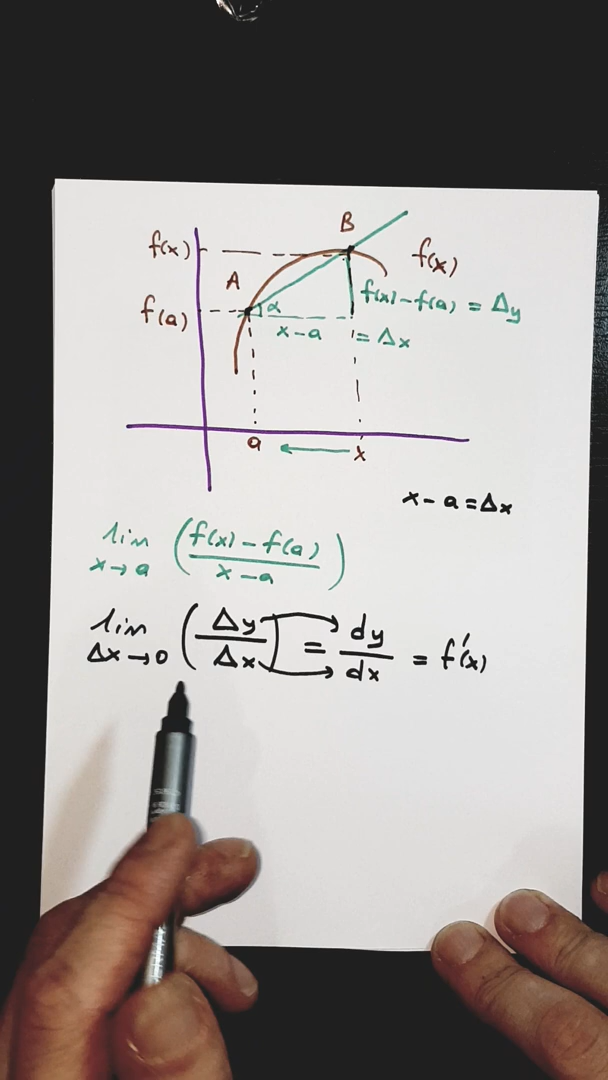 B
f(x)
f(x)
A
f(x) - f(a) = Δy
α
f(a)
x - a = Δx
a
x
x - a = Δx
lim x→a ( f(x) - f(a) / x - a )
lim Δx→0 ( Δy / Δx ) = dy / dx = f'(x)